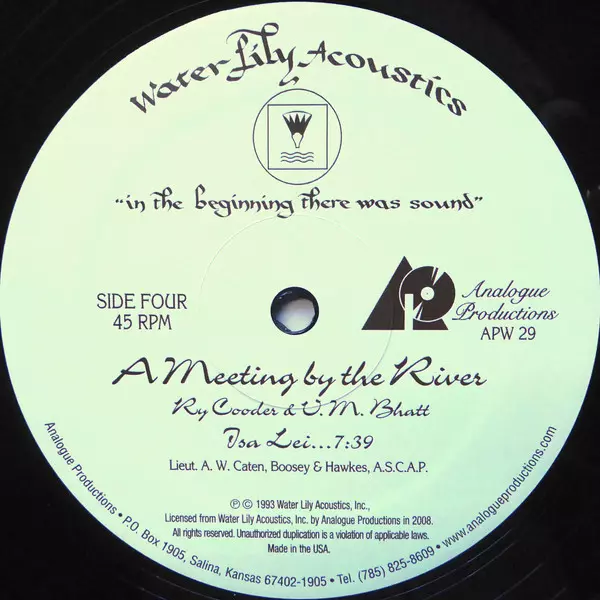 Water Lily Acoustics
"in the beginning there was sound"
SIDE FOUR
45 RPM
Analogue
Productions
APW 29
A Meeting by the River
Ry Cooder & V. M. Bhatt
Isa Lei...7:39
Lieut. A. W. Caten, Boosey & Hawkes, A.S.C.A.P.
℗ © 1993 Water Lily Acoustics, Inc.,
Licensed from Water Lily Acoustics, Inc. by Analogue Productions in 2008.
All rights reserved. Unauthorized duplication is a violation of applicable laws.
Made in the USA.
Analogue Productions • P.O. Box 1905, Salina, Kansas 67402-1905 • Tel. (785) 825-8609 • www.analogueproductions.com